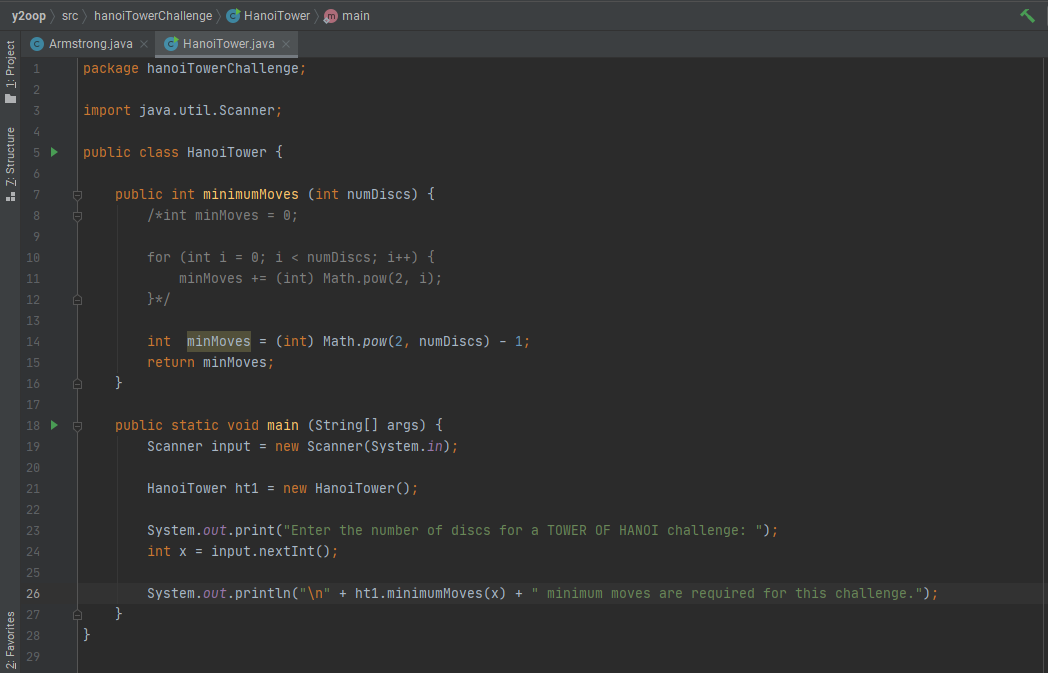 y2oop src hanoiTowerChallenge HanoiTower main
Armstrong.java HanoiTower.java
1: Project
7: Structure
2: Favorites
1 package hanoiTowerChallenge;
2
3 import java.util.Scanner;
4
5 public class HanoiTower {
6
7 public int minimumMoves (int numDiscs) {
8 /*int minMoves = 0;
9
10 for (int i = 0; i < numDiscs; i++) {
11 minMoves += (int) Math.pow(2, i);
12 }*/
13
14 int  minMoves = (int) Math.pow(2, numDiscs) - 1;
15 return minMoves;
16 }
17
18 public static void main (String[] args) {
19 Scanner input = new Scanner(System.in);
20
21 HanoiTower ht1 = new HanoiTower();
22
23 System.out.print("Enter the number of discs for a TOWER OF HANOI challenge: ");
24 int x = input.nextInt();
25
26 System.out.println("\n" + ht1.minimumMoves(x) + " minimum moves are required for this challenge.");
27 }
28 }
29